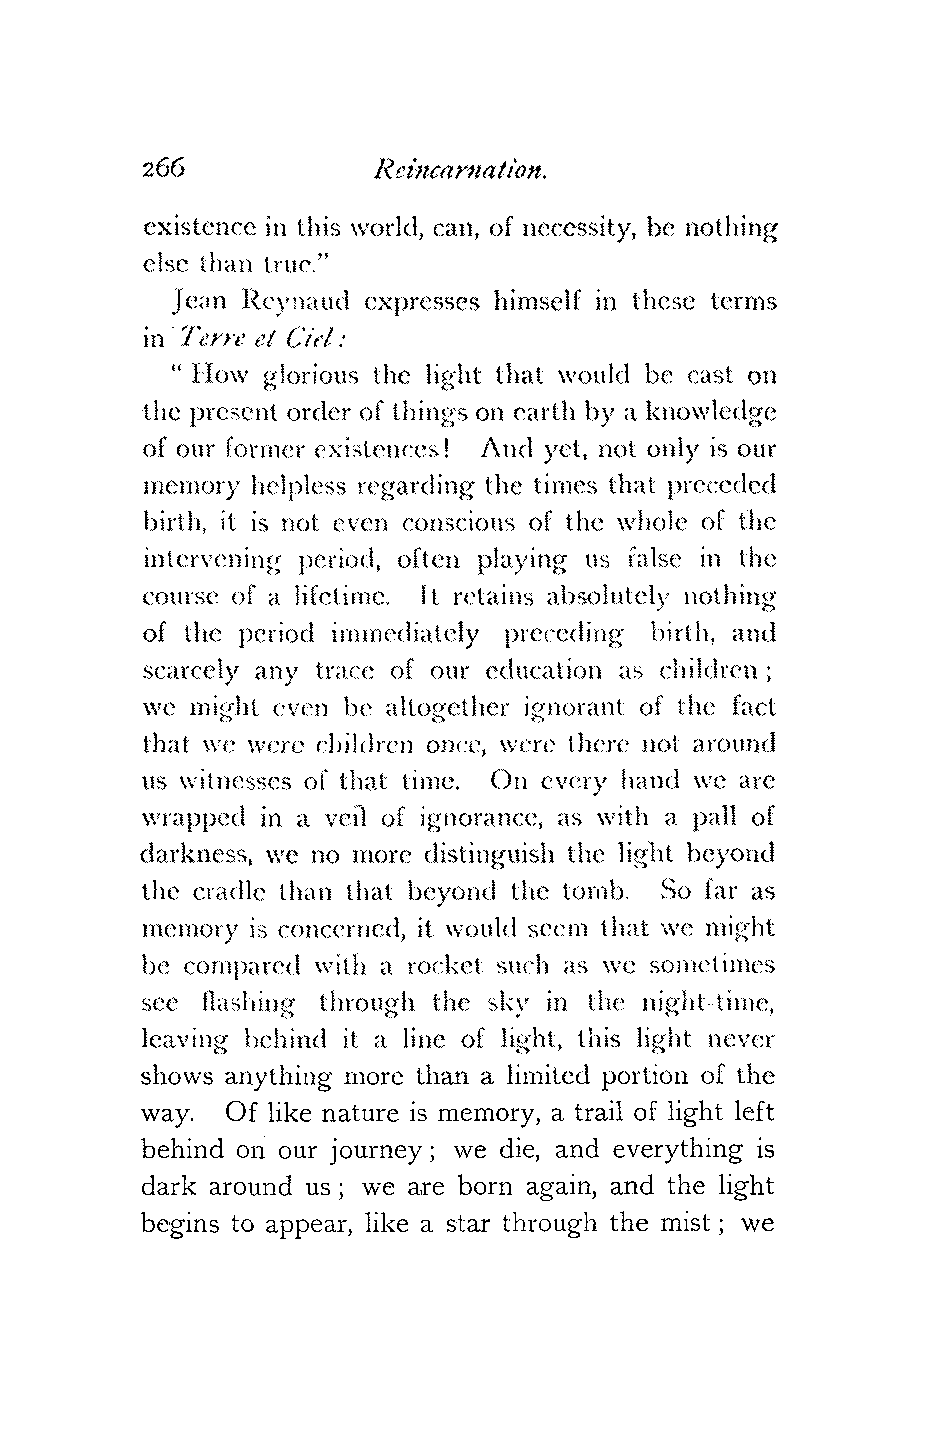 266 Reincarnation.
existence in this world, can, of necessity, be nothing
else than true."
Jean Reynaud expresses himself in these terms
in Terre et Ciel :
" How glorious the light that would be cast on
the present order of things on earth by a knowledge
of our former existences! And yet, not only is our
memory helpless regarding the times that preceded
birth, it is not even conscious of the whole of the
intervening period, often playing us false in the
course of a lifetime. It retains absolutely nothing
of the period immediately preceding birth, and
scarcely any trace of our education as children ;
we might even be altogether ignorant of the fact
that we were children once, were there not around
us witnesses of that time. On every hand we are
wrapped in a veil of ignorance, as with a pall of
darkness, we no more distinguish the light beyond
the cradle than that beyond the tomb. So far as
memory is concerned, it would seem that we might
be compared with a rocket such as we sometimes
see flashing through the sky in the night-time,
leaving behind it a line of light, this light never
shows anything more than a limited portion of the
way. Of like nature is memory, a trail of light left
behind on our journey ; we die, and everything is
dark around us ; we are born again, and the light
begins to appear, like a star through the mist ; we